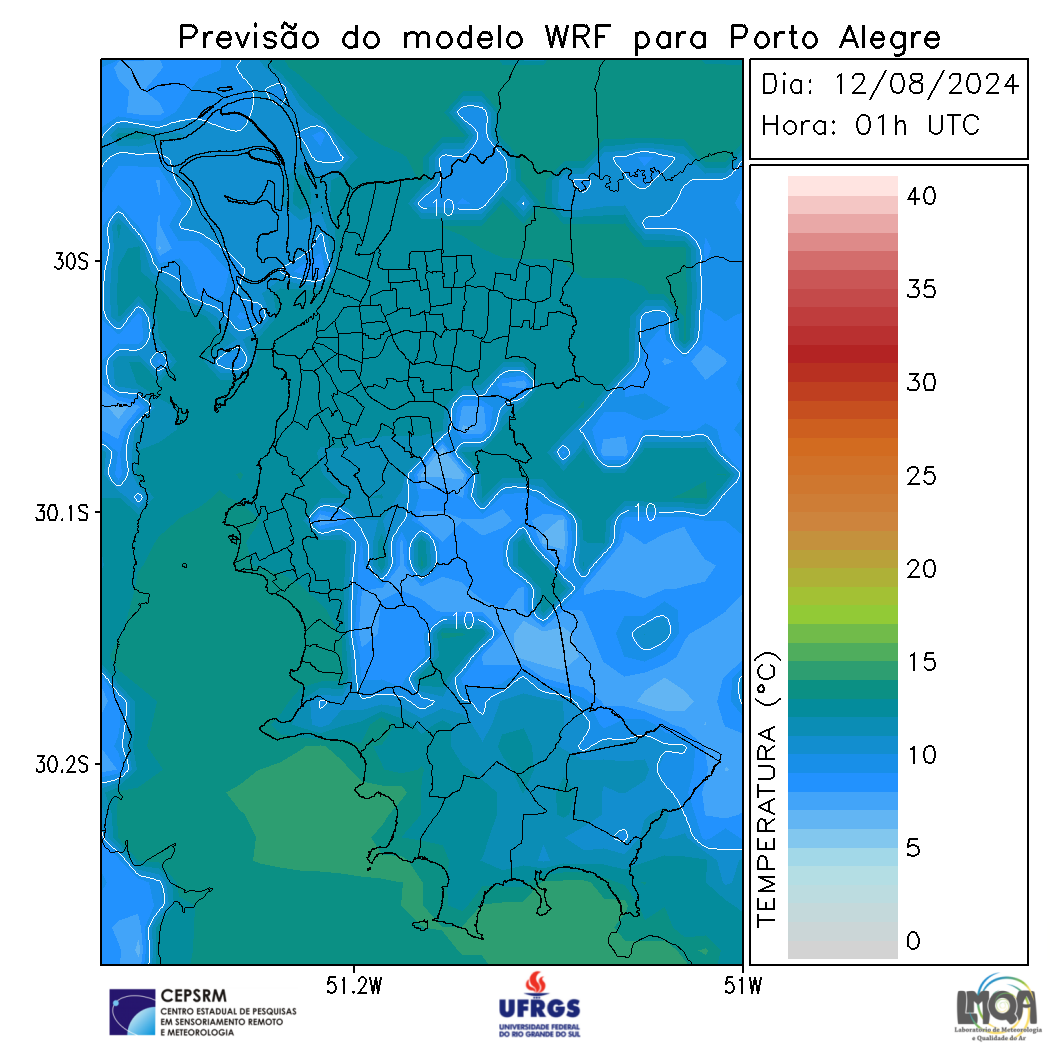 Previsão do modelo WRF para Porto Alegre
Dia: 12/08/2024
Hora: 01h UTC
40
35
30
25
20
15
10
5
0
TEMPERATURA (°C)
30S
30.1S
30.2S
51.2W
51W
10
10
10
CEPSRM
CENTRO ESTADUAL DE PESQUISAS
EM SENSORIAMENTO REMOTO
E METEOROLOGIA
UFRGS
UNIVERSIDADE FEDERAL
DO RIO GRANDE DO SUL
LMQA
Laboratório de Meteorologia
e Qualidade do Ar